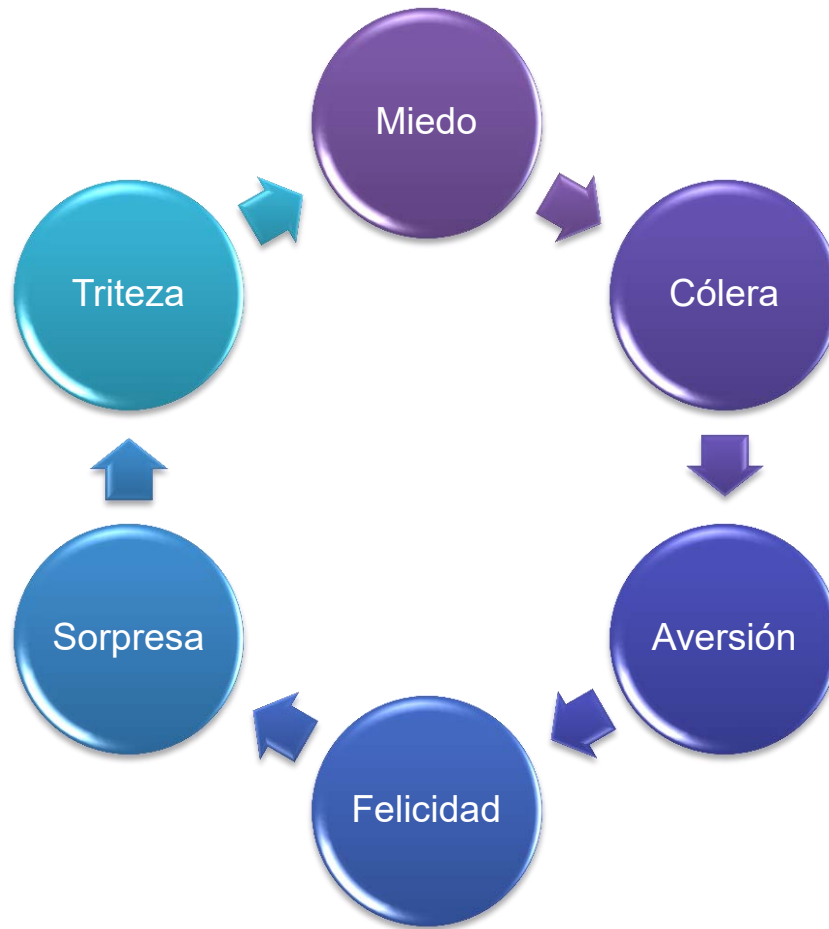 Miedo
Cólera
Aversión
Felicidad
Sorpresa
Triteza